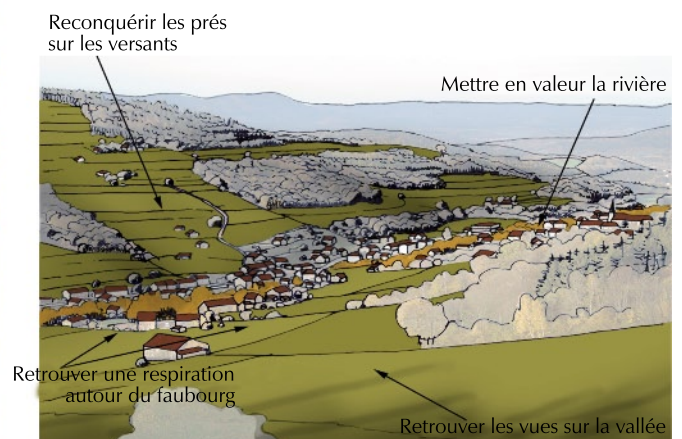 Reconquérir les prés
sur les versants
Mettre en valeur la rivière
Retrouver une respiration
autour du faubourg
Retrouver les vues sur la vallée